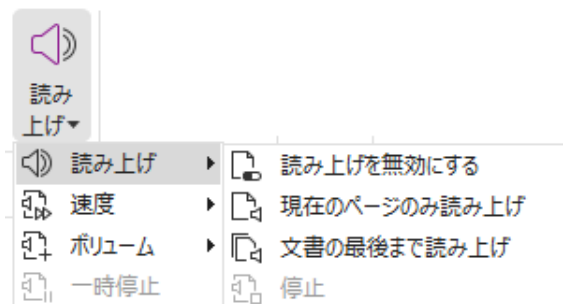 読み
上げ▼
読み上げ
速度
ボリューム
一時停止
読み上げを無効にする
現在のページのみ読み上げ
文書の最後まで読み上げ
停止